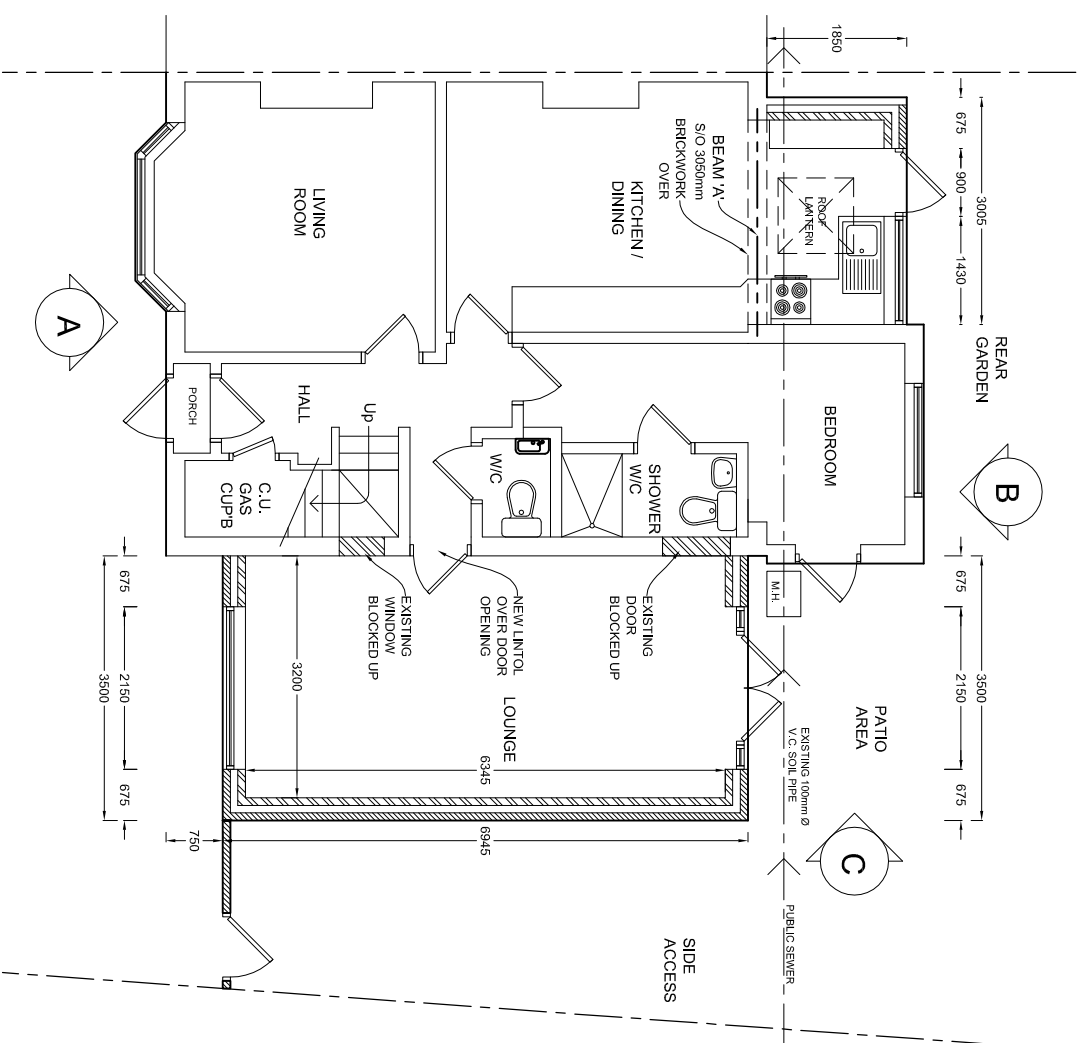 1850
675
900
3005
1430
REAR
GARDEN
BEAM 'A'
S/O 3050mm
BRICKWORK
OVER
ROOF
LANTERN
KITCHEN /
DINING
LIVING
ROOM
A
B
BEDROOM
PORCH
HALL
Up
W/C
SHOWER
W/C
C.U.
GAS
CUP'B
M.H.
EXISTING
DOOR
BLOCKED UP
NEW LINTOL
OVER DOOR
OPENING
EXISTING
WINDOW
BLOCKED UP
675
2150
3500
675
675
2150
3500
675
3200
LOUNGE
6345
PATIO
AREA
EXISTING 100mm Ø
V.C. SOIL PIPE
C
750
6945
PUBLIC SEWER
SIDE
ACCESS